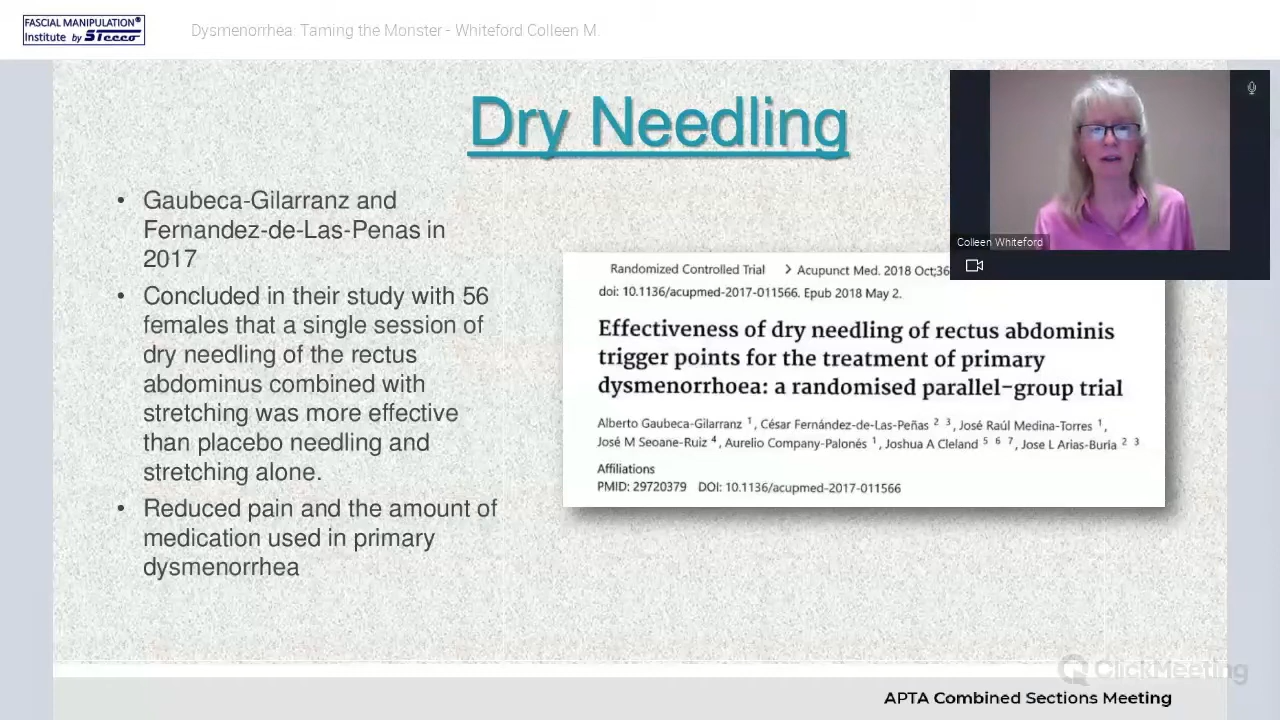 FASCIAL MANIPULATION®
Institute by Stecco
Dysmenorrhea Taming the Monster - Whiteford Colleen M.
Dry Needling
• Gaubeca-Gilarranz and
Fernandez-de-Las-Penas in
2017
• Concluded in their study with 56
females that a single session of
dry needling of the rectus
abdominus combined with
stretching was more effective
than placebo needling and
stretching alone.
• Reduced pain and the amount of
medication used in primary
dysmenorrhea
Colleen Whiteford
Randomized Controlled Trial > Acupunct Med. 2018 Oct;36
doi: 10.1136/acupmed-2017-011566. Epub 2018 May 2.
Effectiveness of dry needling of rectus abdominis
trigger points for the treatment of primary
dysmenorrhoea: a randomised parallel-group trial
Alberto Gaubeca-Gilarranz 1, César Fernández-de-Las-Peñas 2 3, José Raúl Medina-Torres 1,
José M Seoane-Ruiz 4, Aurelio Company-Palonés 1, Joshua A Cleland 5 6 7, Jose L Arias-Buría 2 3
Affiliations
PMID: 29720379 DOI: 10.1136/acupmed-2017-011566
ClickMeeting
APTA Combined Sections Meeting